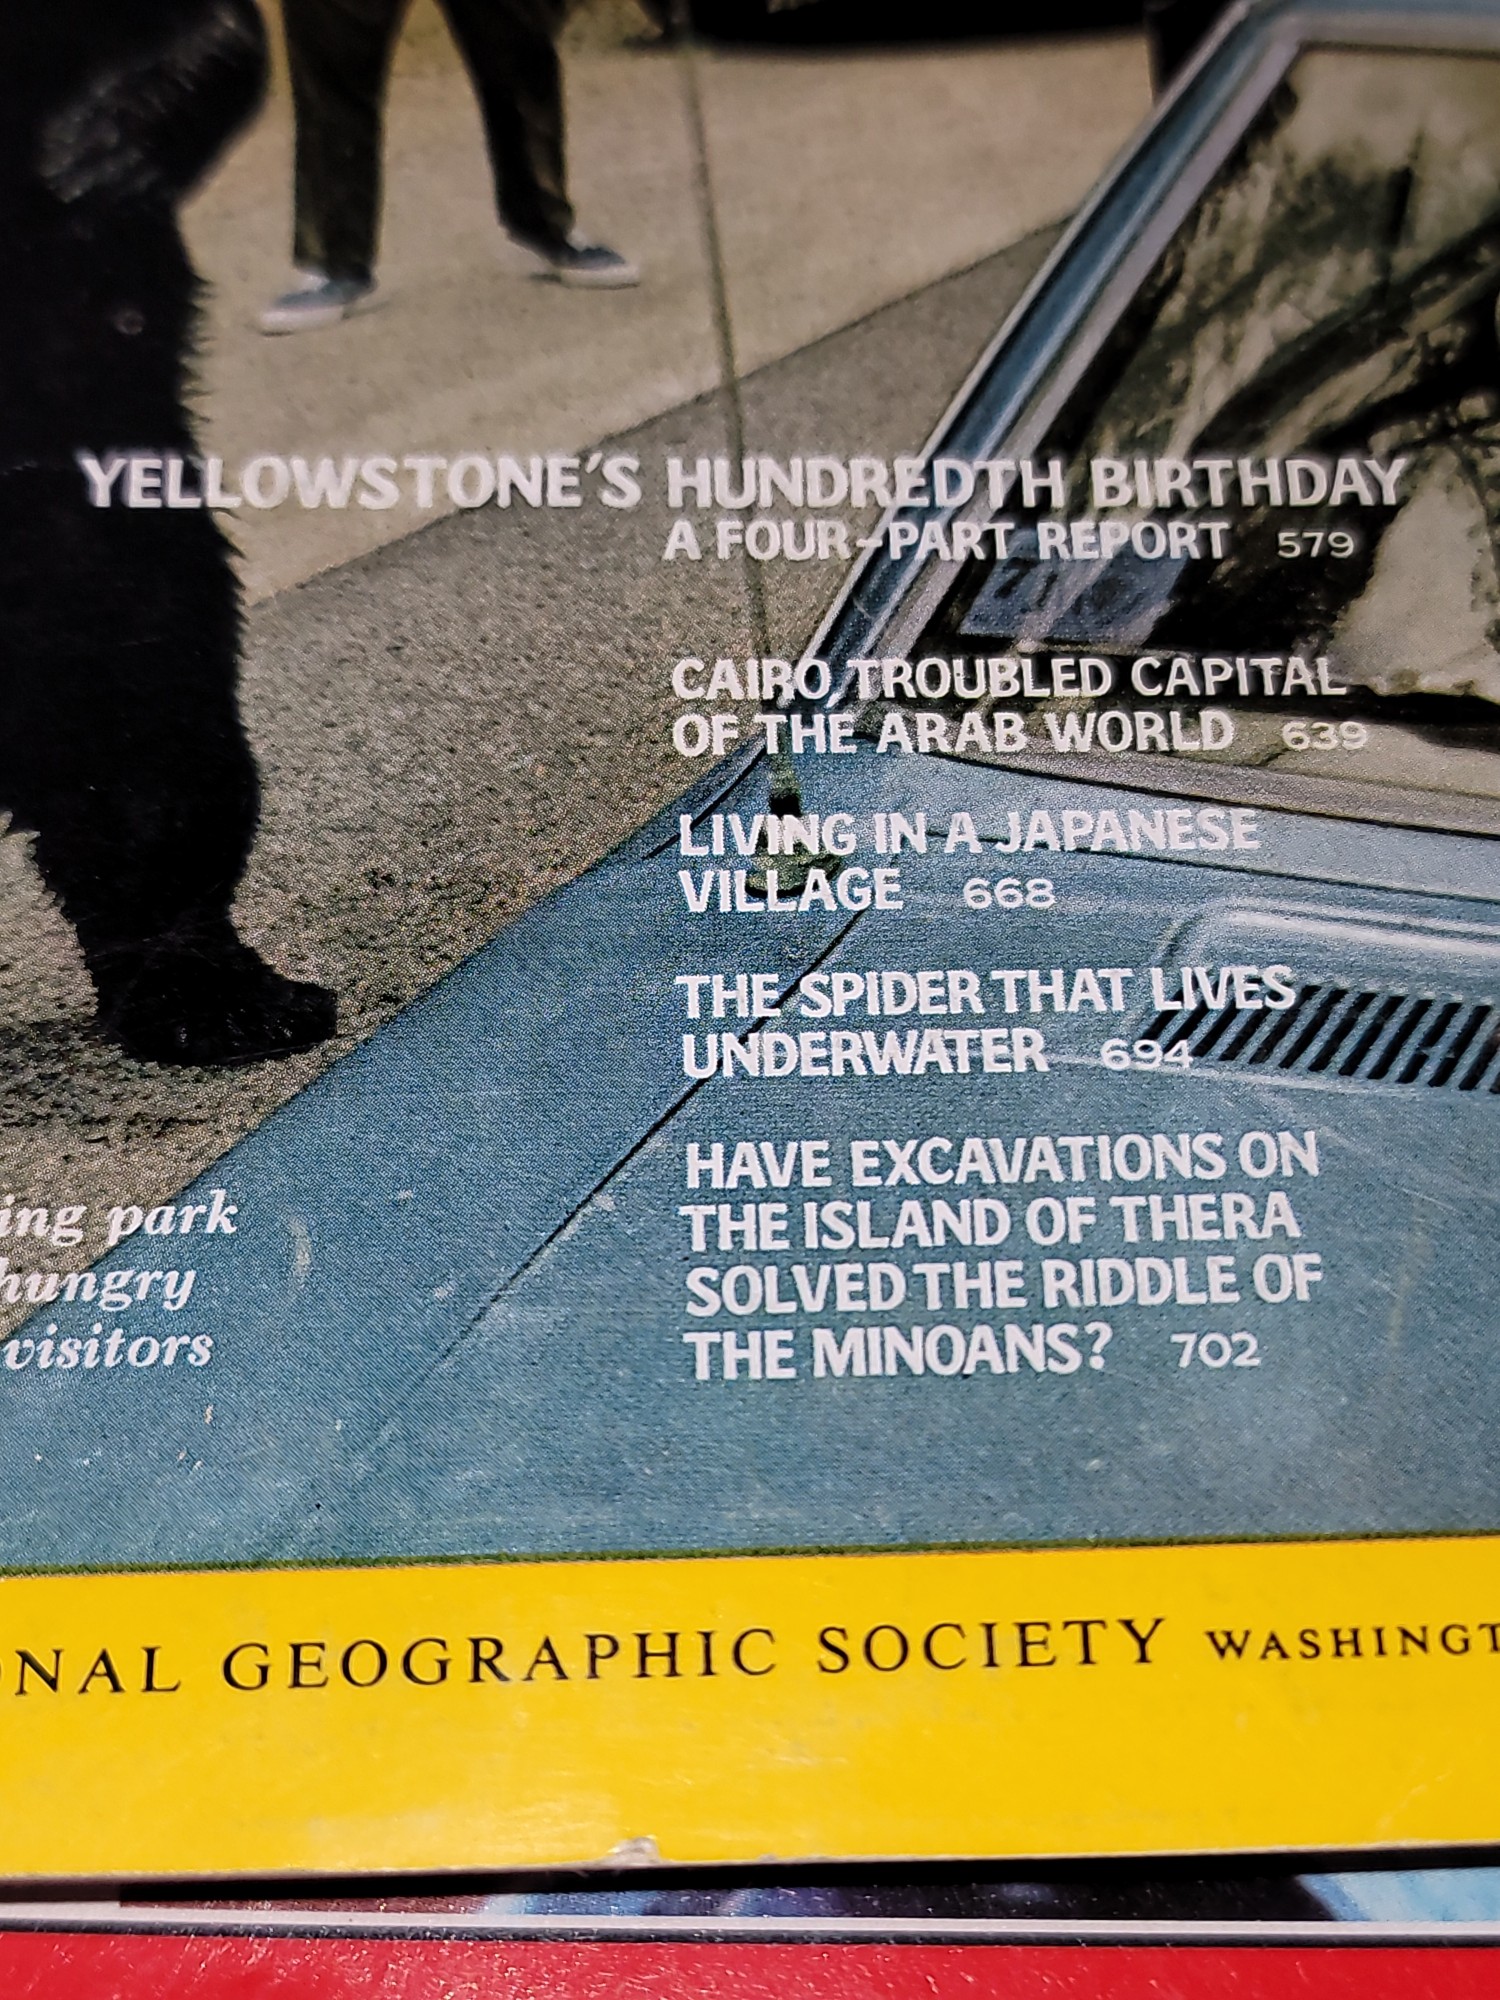 YELLOWSTONE'S HUNDREDTH BIRTHDAY
A FOUR-PART REPORT 579
CAIRO, TROUBLED CAPITAL
OF THE ARAB WORLD 639
LIVING IN A JAPANESE
VILLAGE 668
THE SPIDER THAT LIVES
UNDERWATER 694
HAVE EXCAVATIONS ON
THE ISLAND OF THERA
SOLVED THE RIDDLE OF
THE MINOANS? 702
ing park
hungry
visitors
ONAL GEOGRAPHIC SOCIETY WASHINGT